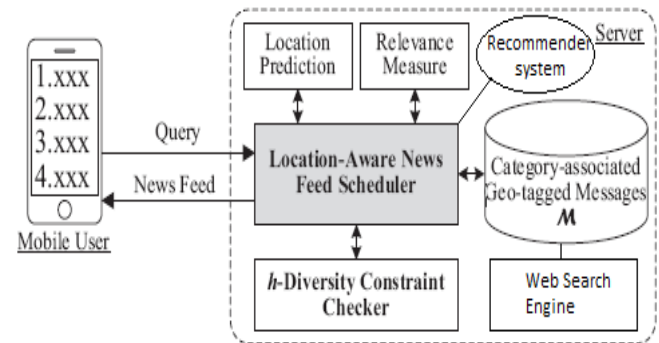 1.xxx
2.xxx
3.xxx
4.xxx
Mobile User
Query
News Feed
Server
Location
Prediction
Relevance
Measure
Recommender
system
Location-Aware News
Feed Scheduler
Category-associated
Geo-tagged Messages
M
h-Diversity Constraint
Checker
Web Search
Engine